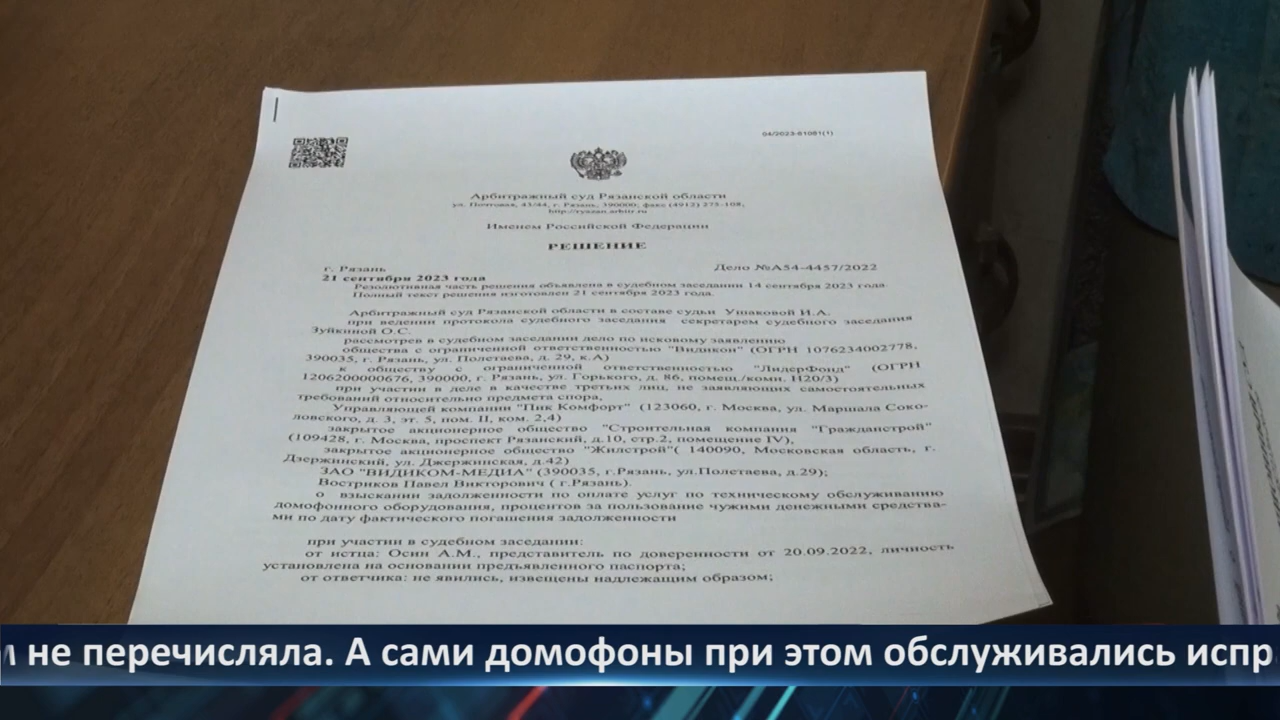 04/2023-61081(1)
Арбитражный суд Рязанской области
ул. Почтовая, 43/44, г. Рязань, 390000, факс (4912) 275-108,
http://ryazan.arbitr.ru
Именем Российской Федерации
РЕШЕНИЕ
г. Рязань Дело №А54-4457/2022
21 сентября 2023 года
Резолютивная часть решения объявлена в судебном заседании 14 сентября 2023 года
Полный текст решения изготовлен 21 сентября 2023 года.
Арбитражный суд Рязанской области в составе судьи Ушаковой И.А.
при ведении протокола судебного заседания секретарем судебного заседания
Зуйкиной О.С.
рассмотрев в судебном заседании дело по исковому заявлению
общества с ограниченной ответственностью "Видикон" (ОГРН 1076234002778,
390035, г. Рязань, ул. Полетаева, д. 29, к.А)
к обществу с ограниченной ответственностью "ЛидерФонд" (ОГРН
1206200000676, 390000, г. Рязань, ул. Горького, д. 86, помещ./комн. Н20/3)
при участии в деле в качестве третьих лиц, не заявляющих самостоятельных
требований относительно предмета спора,
Управляющей компании "Пик Комфорт" (123060, г. Москва, ул. Маршала Соко-
ловского, д. 3, эт. 5, пом. II, ком. 2,4)
закрытое акционерное общество "Строительная компания "Гражданстрой"
(109428, г. Москва, проспект Рязанский, д.10, стр.2, помещение IV),
закрытое акционерное общество "Жилстрой"( 140090, Московская область, г.
Дзержинский, ул. Джержинская, д.42)
ЗАО "ВИДИКОМ-МЕДИА" (390035, г.Рязань, ул.Полетаева, д.29);
Востриков Павел Викторович ( г.Рязань).
о взыскании задолженности по оплате услуг по техническому обслуживанию
домофонного оборудования, процентов за пользование чужими денежными средства-
ми по дату фактического погашения задолженности
при участии в судебном заседании:
от истца: Осин А.М., представитель по доверенности от 20.09.2022, личность
установлена на основании предъявленного паспорта;
от ответчика: не явились, извещены надлежащим образом;
не перечисляла. А сами домофоны при этом обслуживались испр